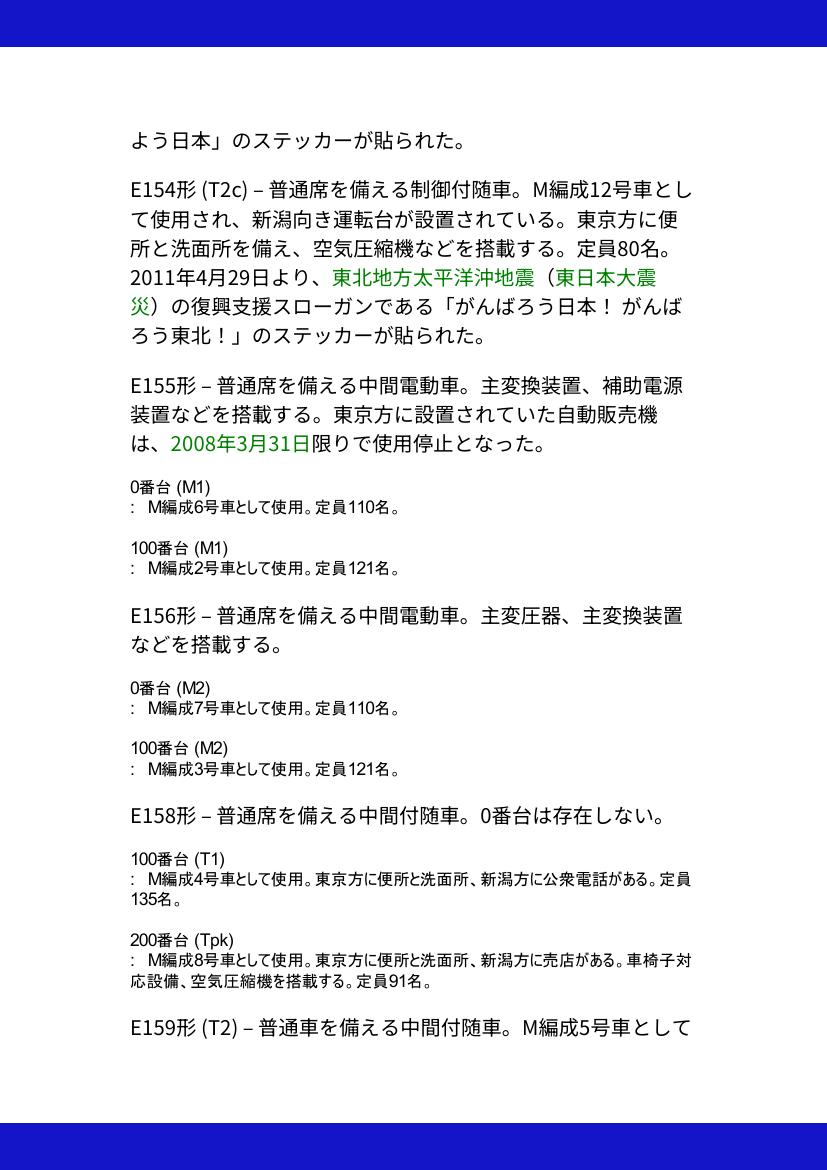 よう日本」のステッカーが貼られた。
E154形 (T2c) – 普通席を備える制御付随車。M編成12号車とし
て使用され、新潟向き運転台が設置されている。東京方に便
所と洗面所を備え、空気圧縮機などを搭載する。定員80名。
2011年4月29日より、東北地方太平洋沖地震（東日本大震
災）の復興支援スローガンである「がんばろう日本！ がんば
ろう東北！」のステッカーが貼られた。
E155形 – 普通席を備える中間電動車。主変換装置、補助電源
装置などを搭載する。東京方に設置されていた自動販売機
は、2008年3月31日限りで使用停止となった。
0番台 (M1)
: M編成6号車として使用。定員110名。
100番台 (M1)
: M編成2号車として使用。定員121名。
E156形 – 普通席を備える中間電動車。主変圧器、主変換装置
などを搭載する。
0番台 (M2)
: M編成7号車として使用。定員110名。
100番台 (M2)
: M編成3号車として使用。定員121名。
E158形 – 普通席を備える中間付随車。0番台は存在しない。
100番台 (T1)
: M編成4号車として使用。東京方に便所と洗面所、新潟方に公衆電話がある。定員
135名。
200番台 (Tpk)
: M編成8号車として使用。東京方に便所と洗面所、新潟方に売店がある。車椅子対
応設備、空気圧縮機を搭載する。定員91名。
E159形 (T2) – 普通車を備える中間付随車。M編成5号車として